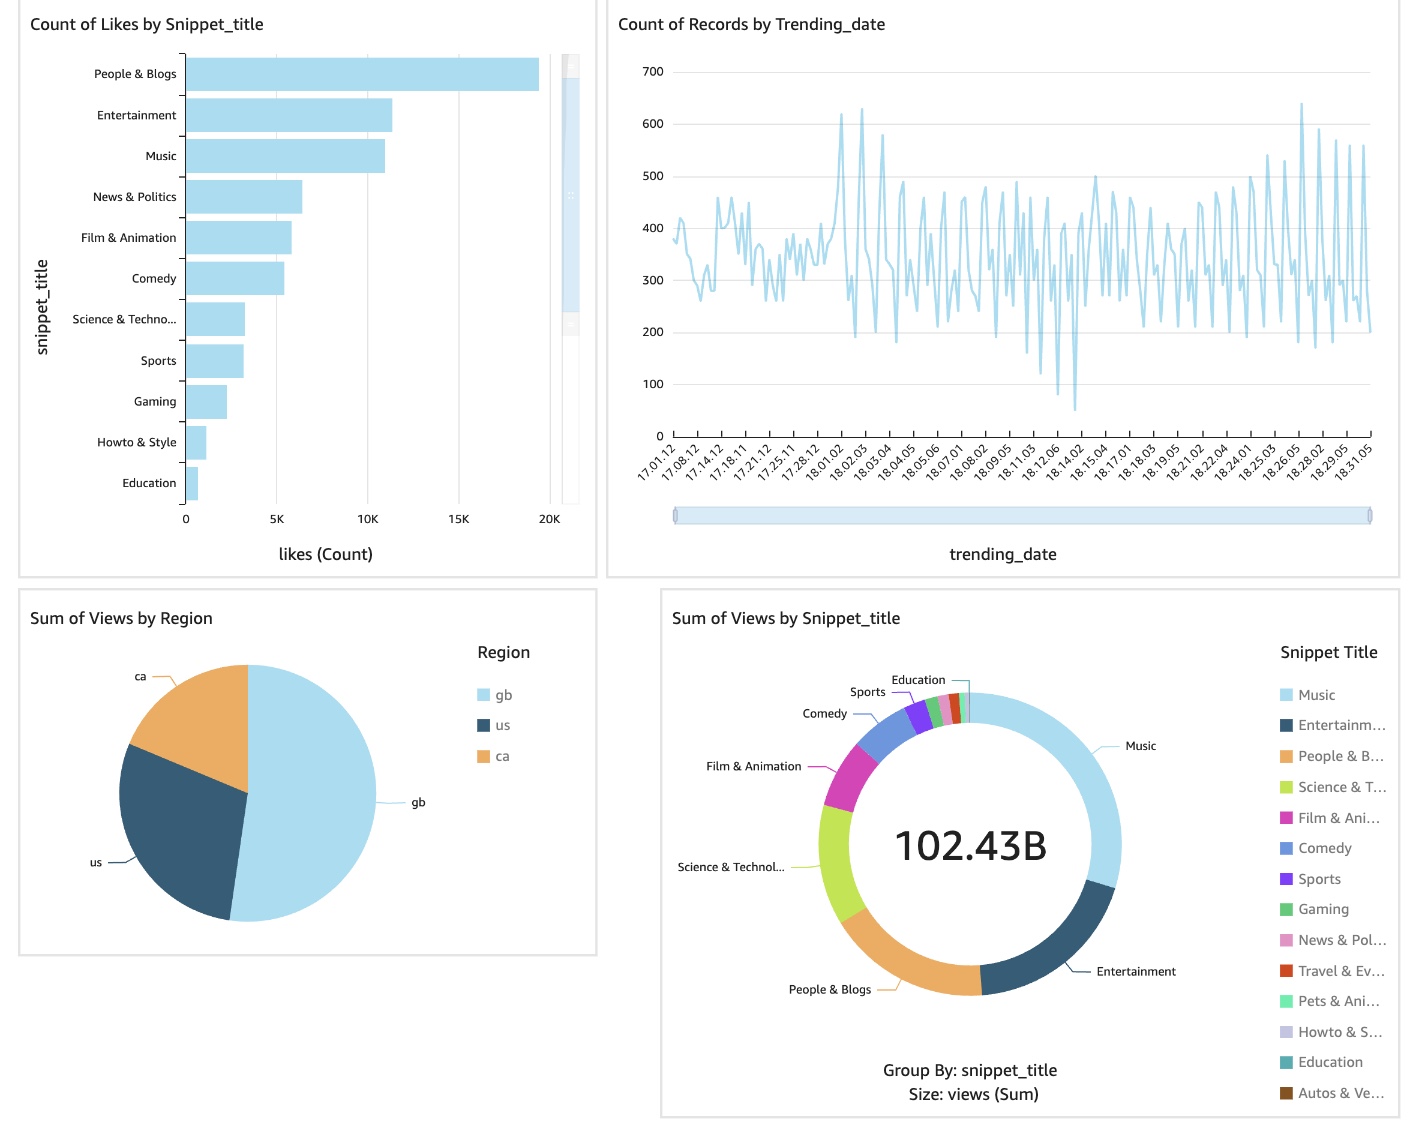 Count of Likes by Snippet_title
People & Blogs
Entertainment
Music
News & Politics
Film & Animation
Comedy
Science & Techno...
Sports
Gaming
Howto & Style
Education
snippet_title
0 5K 10K 15K 20K
likes (Count)
Count of Records by Trending_date
700
600
500
400
300
200
100
0
17.01.12 17.08.12 17.14.12 17.18.11 17.21.12 17.25.11 17.28.12 18.01.02 18.02.03 18.03.04 18.04.05 18.05.06 18.07.01 18.08.02 18.09.05 18.11.03 18.12.06 18.14.02 18.15.04 18.17.01 18.18.03 18.19.05 18.21.02 18.22.04 18.24.01 18.25.03 18.26.05 18.28.02 18.29.05 18.31.05
trending_date
Sum of Views by Region
ca
gb
us
Region
gb
us
ca
Sum of Views by Snippet_title
Education
Sports
Comedy
Film & Animation
Science & Technol...
People & Blogs
Music
Entertainment
102.43B
Group By: snippet_title
Size: views (Sum)
Snippet Title
Music
Entertainm...
People & B...
Science & T...
Film & Ani...
Comedy
Sports
Gaming
News & Pol...
Travel & Ev...
Pets & Ani...
Howto & S...
Education
Autos & Ve...